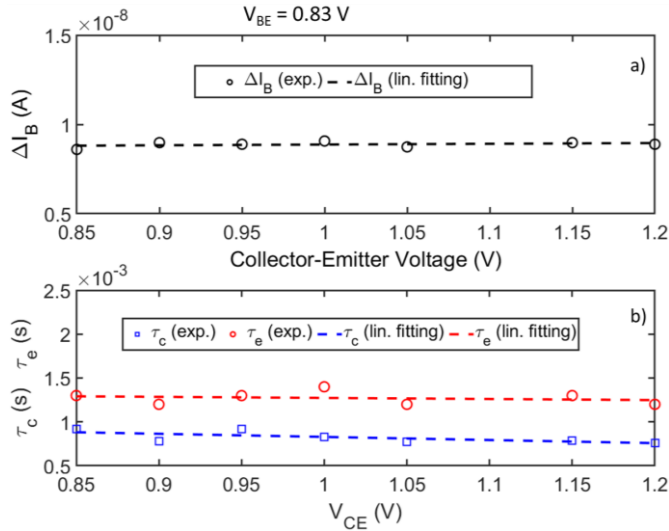 V_BE = 0.83 V
×10^-8
a)
ΔI_B (exp.) ΔI_B (lin. fitting)
ΔI_B (A)
1.5
1
0.5
0.85 0.9 0.95 1 1.05 1.1 1.15 1.2
Collector-Emitter Voltage (V)
×10^-3
b)
τ_c (exp.) τ_e (exp.) τ_c (lin. fitting) τ_e (lin. fitting)
τ_c (s) τ_e (s)
2.5
2
1.5
1
0.5
0.85 0.9 0.95 1 1.05 1.1 1.15 1.2
V_CE (V)